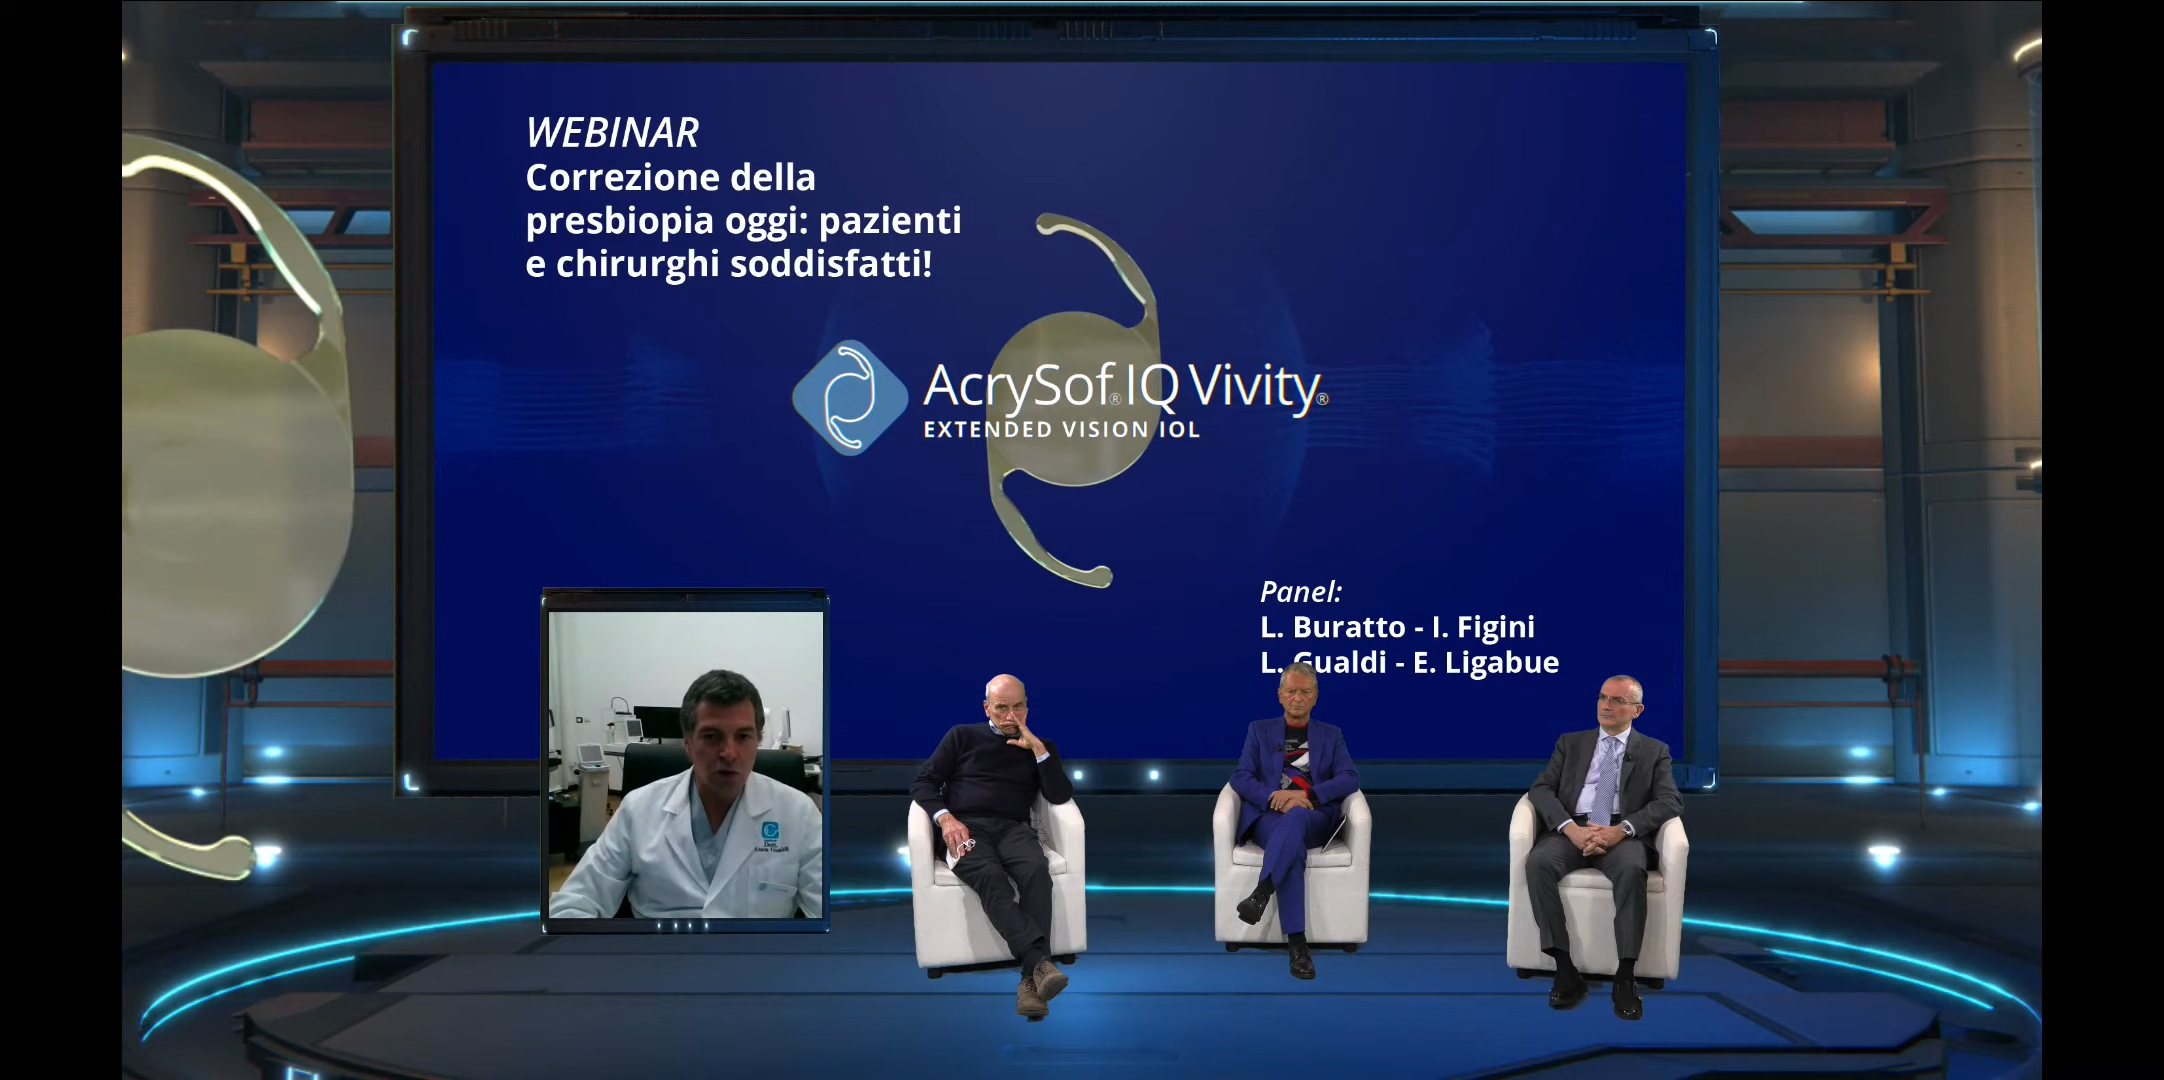 WEBINAR
Correzione della
presbiopia oggi: pazienti
e chirurghi soddisfatti!
AcrySof® IQ Vivity®
EXTENDED VISION IOL
Panel:
L. Buratto - I. Figini
L. Gualdi - E. Ligabue